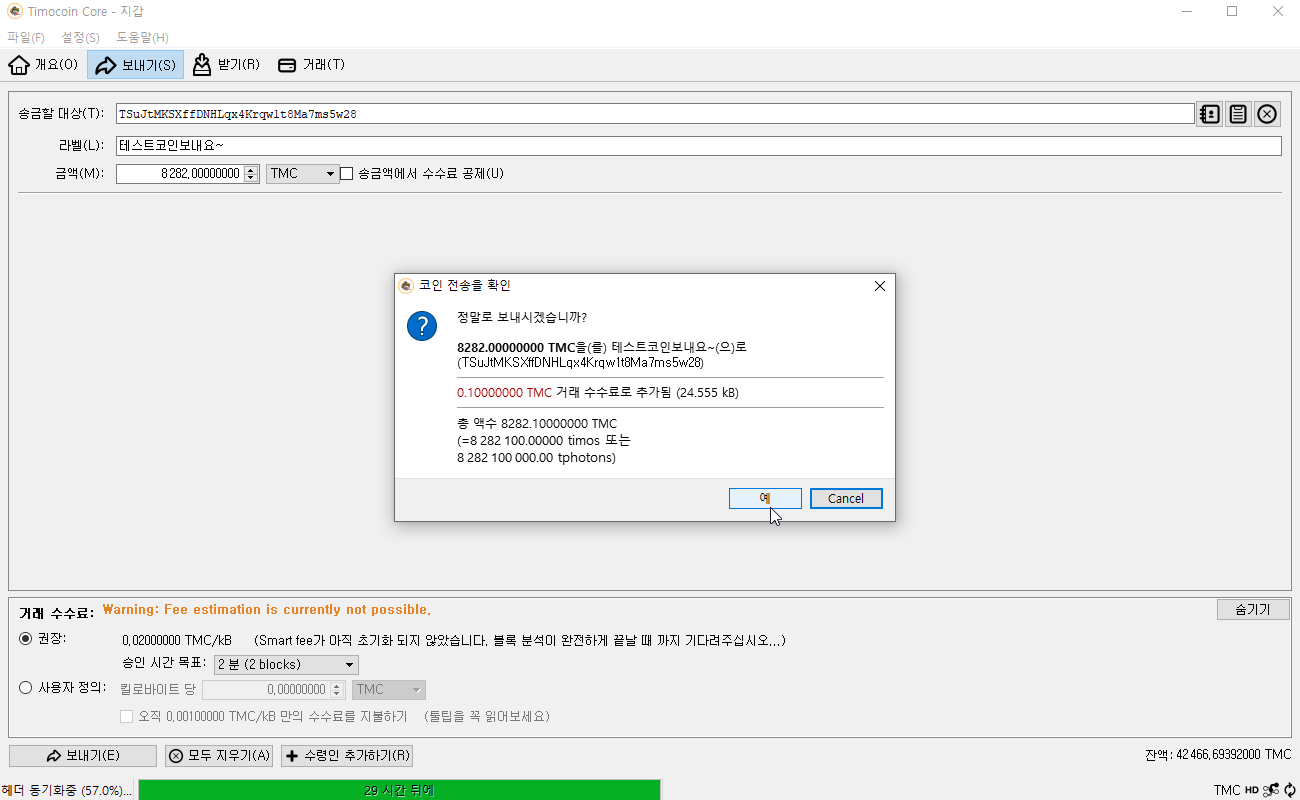 Timocoin Core - 지갑
파일(F) 설정(S) 도움말(H)
개요(O) 보내기(S) 받기(R) 거래(T)
송금할 대상(T): TSuJtMKSXffDNHLqx4Krqw1t8Ma7ms5w28
라벨(L): 테스트코인보내요~
금액(M): 8 282.00000000 TMC 송금액에서 수수료 공제(U)
코인 전송을 확인
정말로 보내시겠습니까?
8282.00000000 TMC을(를) 테스트코인보내요~(으)로
(TSuJtMKSXffDNHLqx4Krqw1t8Ma7ms5w28)
0.10000000 TMC 거래 수수료로 추가됨 (24.555 kB)
총 액수 8282.10000000 TMC
(=8 282 100.00000 timos 또는
8 282 100 000.00 tphotons)
예 Cancel
거래 수수료: Warning: Fee estimation is currently not possible. 숨기기
권장: 0.02000000 TMC/kB (Smart fee가 아직 초기화 되지 않았습니다. 블록 분석이 완전하게 끝날 때 까지 기다려주십시오...)
승인 시간 목표: 2 분 (2 blocks)
사용자 정의: 킬로바이트 당 0.00000000 TMC
오직 0.00100000 TMC/kB 만의 수수료를 지불하기 (툴팁을 꼭 읽어보세요)
보내기(E) 모두 지우기(A) 수령인 추가하기(R) 잔액: 42 466.69392000 TMC
헤더 동기화중 (57.0%)... 29 시간 뒤에 TMC HD